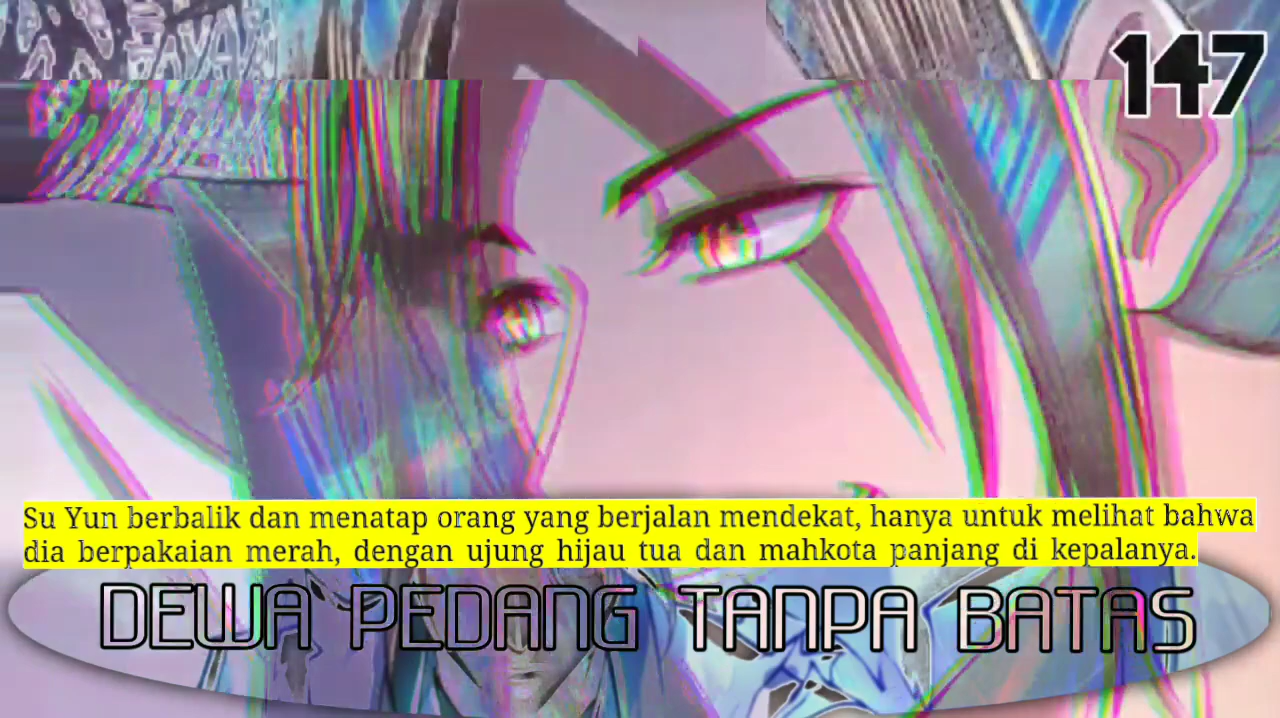 147
Su Yun berbalik dan menatap orang yang berjalan mendekat, hanya untuk melihat bahwa
dia berpakaian merah, dengan ujung hijau tua dan mahkota panjang di kepalanya.
DEWA PEDANG TANPA BATAS